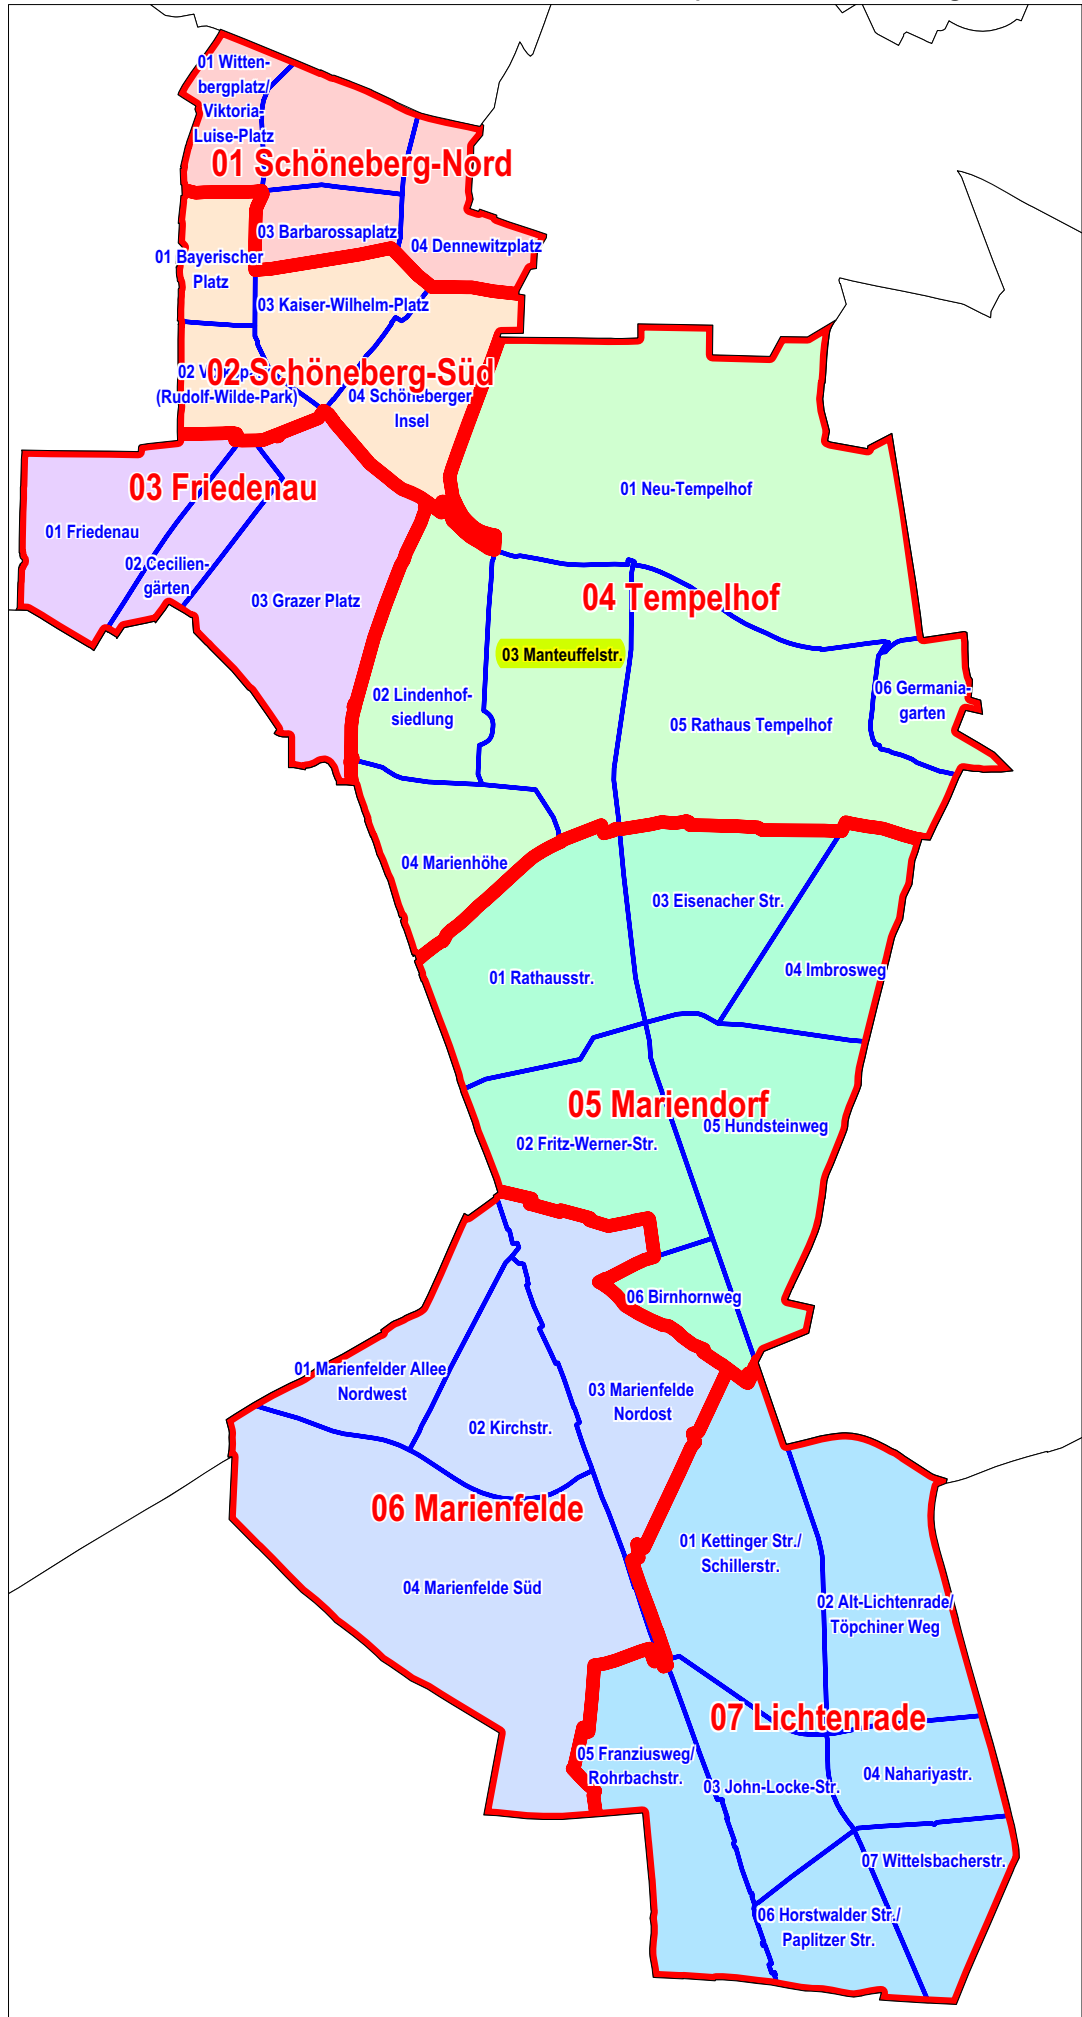 01 Witten-
bergplatz/
Viktoria-
Luise-Platz
01 Schöneberg-Nord
03 Barbarossaplatz
04 Dennewitzplatz
01 Bayerischer
Platz
03 Kaiser-Wilhelm-Platz
02 Schöneberg-Süd
02
(Rudolf-Wilde-Park)
04 Schöneberger
Insel
03 Friedenau
01 Friedenau
02 Cecilien-
gärten
03 Grazer Platz
01 Neu-Tempelhof
04 Tempelhof
03 Manteuffelstr.
02 Lindenhof-
siedlung
05 Rathaus Tempelhof
06 Germania-
garten
04 Marienhöhe
03 Eisenacher Str.
01 Rathausstr.
04 Imbrosweg
05 Mariendorf
05 Hundsteinweg
02 Fritz-Werner-Str.
06 Birnhornweg
01 Marienfelder Allee
Nordwest
03 Marienfelde
Nordost
02 Kirchstr.
06 Marienfelde
04 Marienfelde Süd
01 Kettinger Str./
Schillerstr.
02 Alt-Lichtenrade/
Töpchiner Weg
07 Lichtenrade
05 Franziusweg/
Rohrbachstr.
03 John-Locke-Str.
04 Nahariyastr.
07 Wittelsbacherstr.
06 Horstwalder Str./
Paplitzer Str.